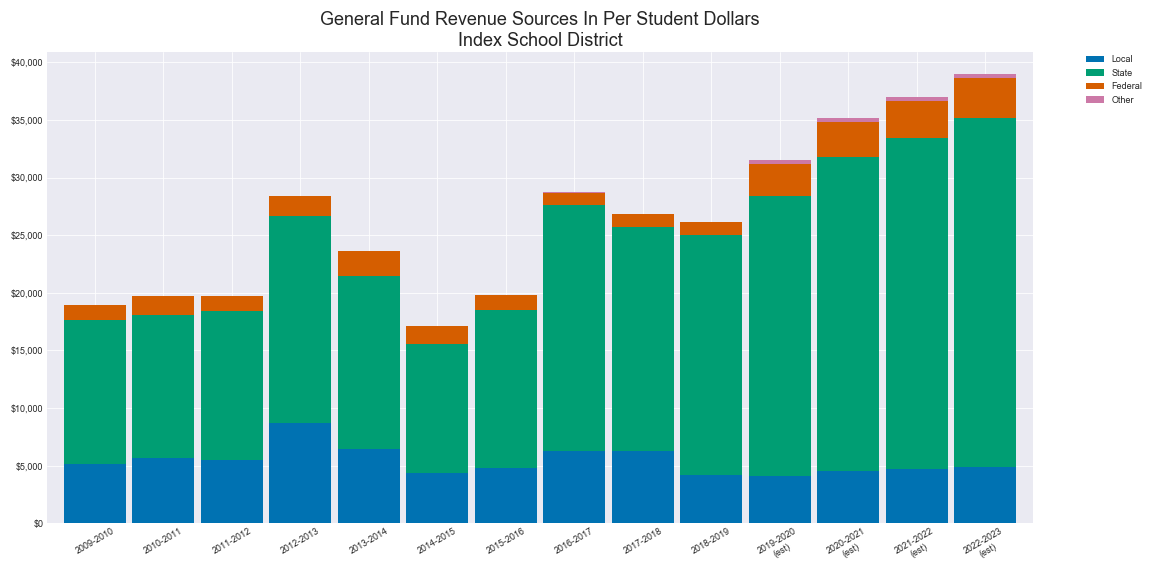 General Fund Revenue Sources In Per Student Dollars
Index School District
Local
State
Federal
Other
$40,000
$35,000
$30,000
$25,000
$20,000
$15,000
$10,000
$5,000
$0
2009-2010
2010-2011
2011-2012
2012-2013
2013-2014
2014-2015
2015-2016
2016-2017
2017-2018
2018-2019
2019-2020
(est)
2020-2021
(est)
2021-2022
(est)
2022-2023
(est)